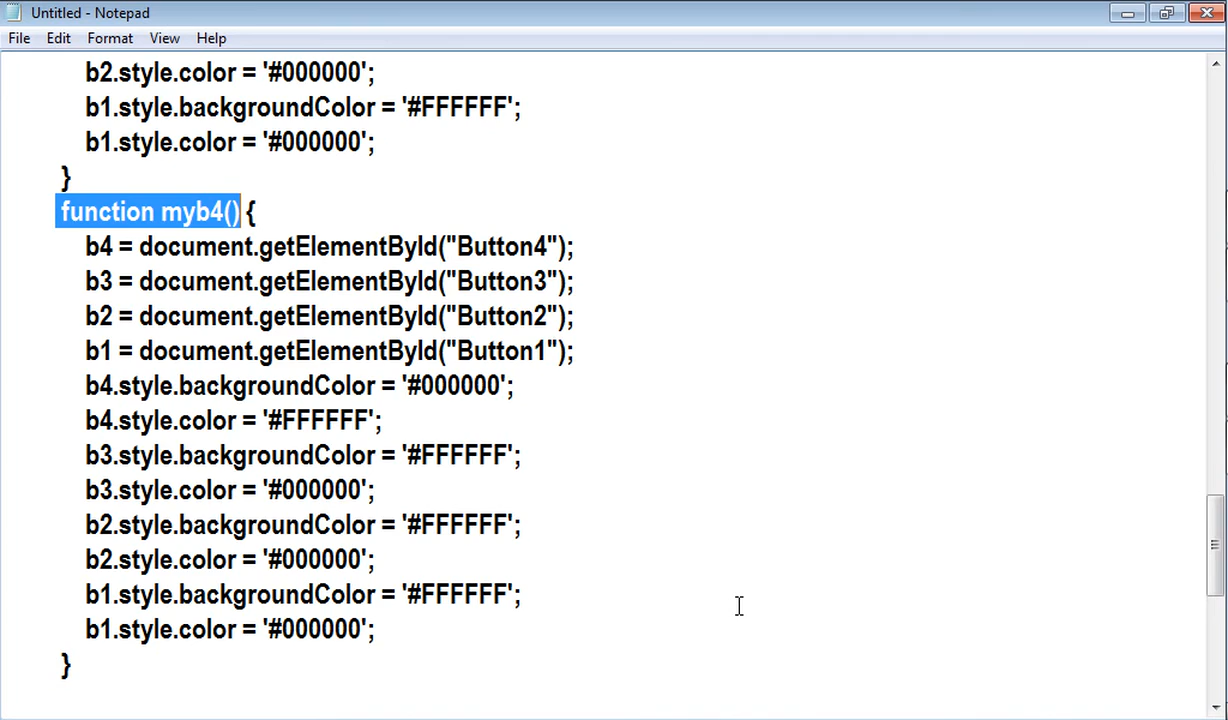 Untitled - Notepad
File Edit Format View Help
b2.style.color = '#000000';
b1.style.backgroundColor = '#FFFFFF';
b1.style.color = '#000000';
}
function myb4() {
b4 = document.getElementById("Button4");
b3 = document.getElementById("Button3");
b2 = document.getElementById("Button2");
b1 = document.getElementById("Button1");
b4.style.backgroundColor = '#000000';
b4.style.color = '#FFFFFF';
b3.style.backgroundColor = '#FFFFFF';
b3.style.color = '#000000';
b2.style.backgroundColor = '#FFFFFF';
b2.style.color = '#000000';
b1.style.backgroundColor = '#FFFFFF';
b1.style.color = '#000000';
}